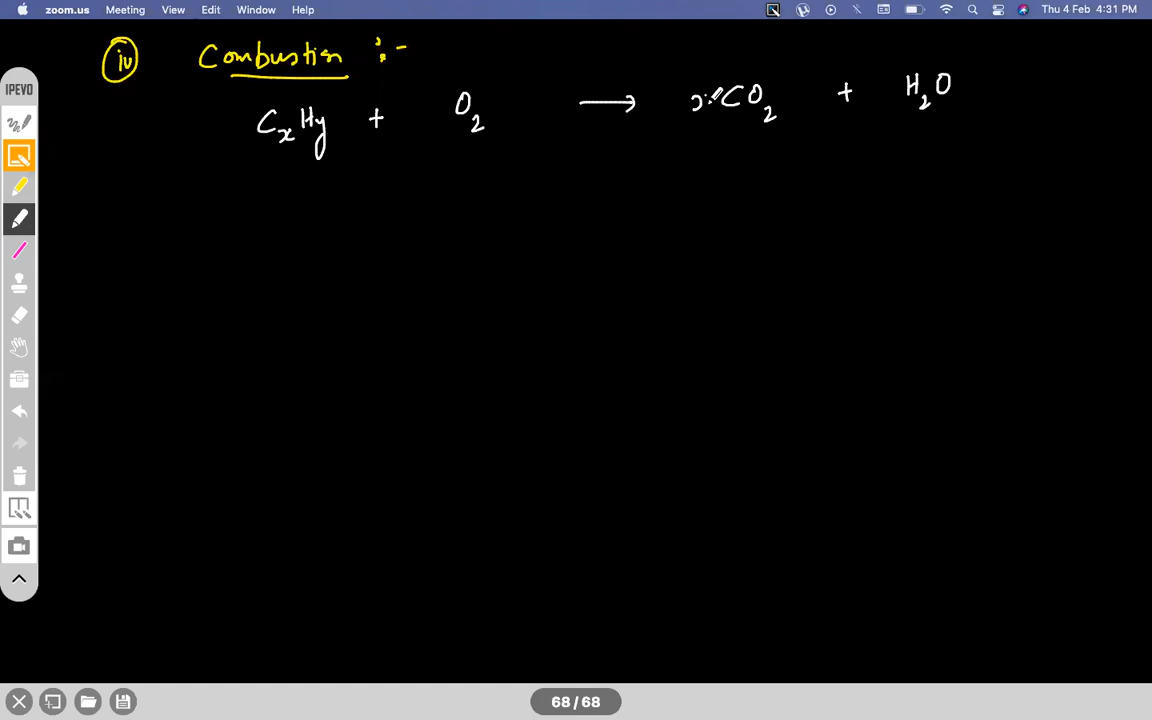 zoom.us Meeting View Edit Window Help Thu 4 Feb 4:31 PM
IPEVO
(iv) Combustion :-
CₓHy + O₂ ⟶ xCO₂ + H₂O
68 / 68